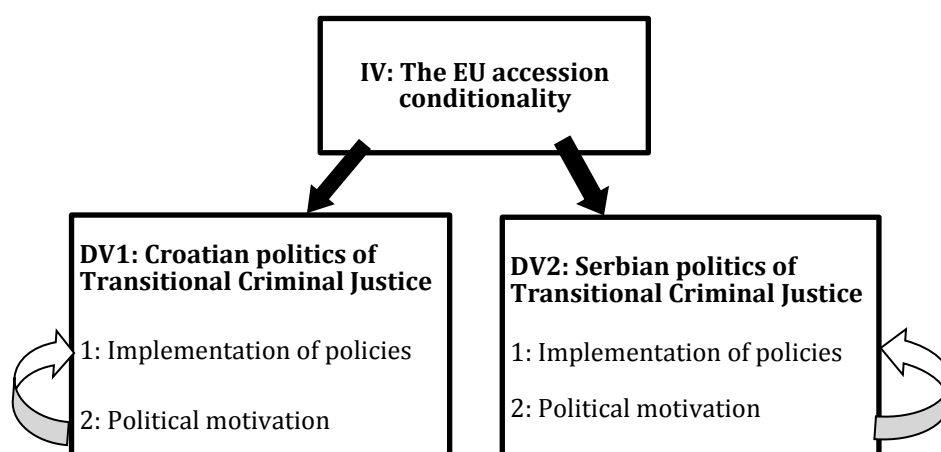 IV: The EU accession
conditionality
DV1: Croatian politics of
Transitional Criminal Justice
1: Implementation of policies
2: Political motivation
DV2: Serbian politics of
Transitional Criminal Justice
1: Implementation of policies
2: Political motivation